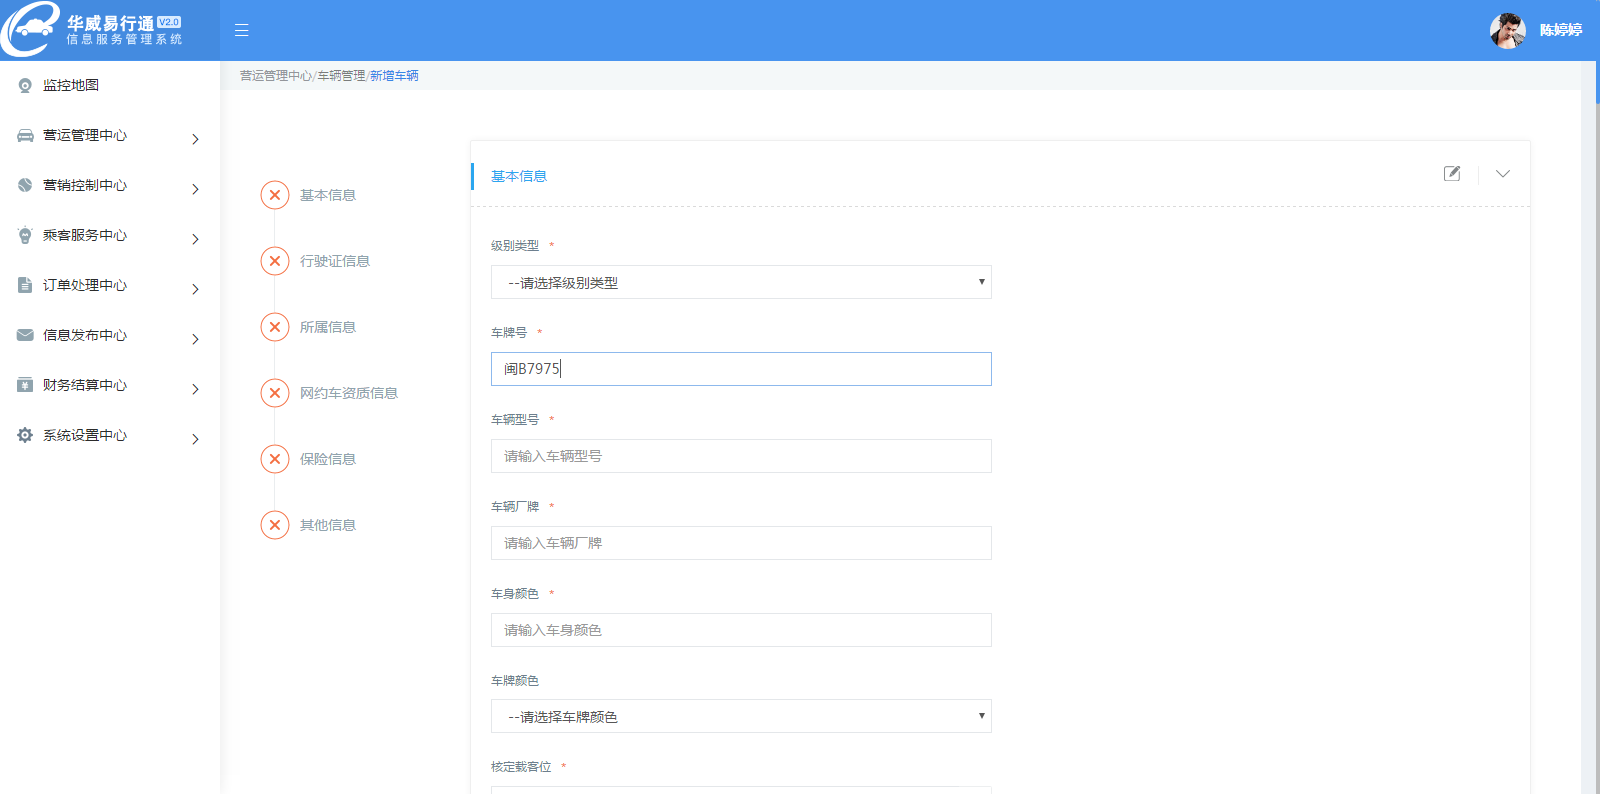 华威易行通 V2.0
信息服务管理系统
陈婷婷
监控地图
营运管理中心
营销控制中心
乘客服务中心
订单处理中心
信息发布中心
财务结算中心
系统设置中心
营运管理中心/车辆管理/新增车辆
基本信息
行驶证信息
所属信息
网约车资质信息
保险信息
其他信息
基本信息
级别类型 *
--请选择级别类型
车牌号 *
闽B7975
车辆型号 *
请输入车辆型号
车辆厂牌 *
请输入车辆厂牌
车身颜色 *
请输入车身颜色
车牌颜色
--请选择车牌颜色
核定载客位 *